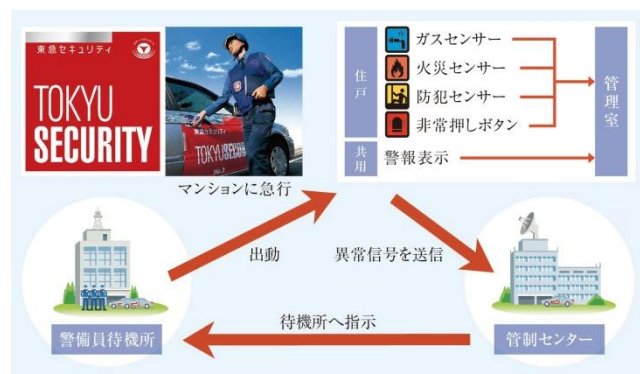 東急セキュリティ
TOKYU
SECURITY
TOKYUSECUR
マンションに急行
住戸
ガスセンサー
火災センサー
防犯センサー
非常押しボタン
管理室
共用
警報表示
出動
異常信号を送信
警備員待機所
待機所へ指示
管制センター